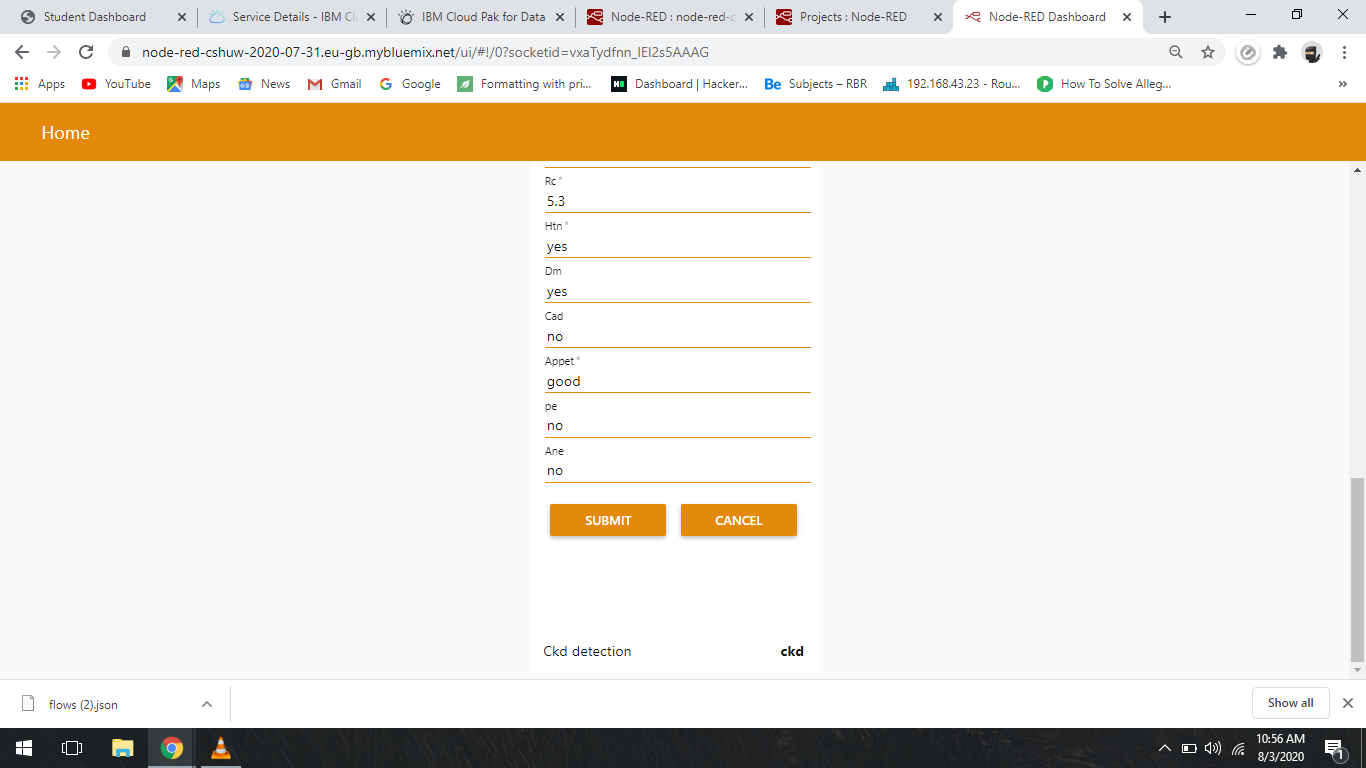 Student Dashboard
Service Details - IBM Cl
IBM Cloud Pak for Data
Node-RED : node-red-c
Projects : Node-RED
Node-RED Dashboard
node-red-cshuw-2020-07-31.eu-gb.mybluemix.net/ui/#!/0?socketid=vxaTydfnn_IEI2s5AAAG
Apps
YouTube
Maps
News
Gmail
Google
Formatting with pri...
Dashboard | Hacker...
Subjects – RBR
192.168.43.23 - Rou...
How To Solve Alleg...
»
Home
Rc *
5.3
Htn *
yes
Dm
yes
Cad
no
Appet *
good
pe
no
Ane
no
SUBMIT
CANCEL
Ckd detection
ckd
flows (2).json
Show all
10:56 AM
8/3/2020
1